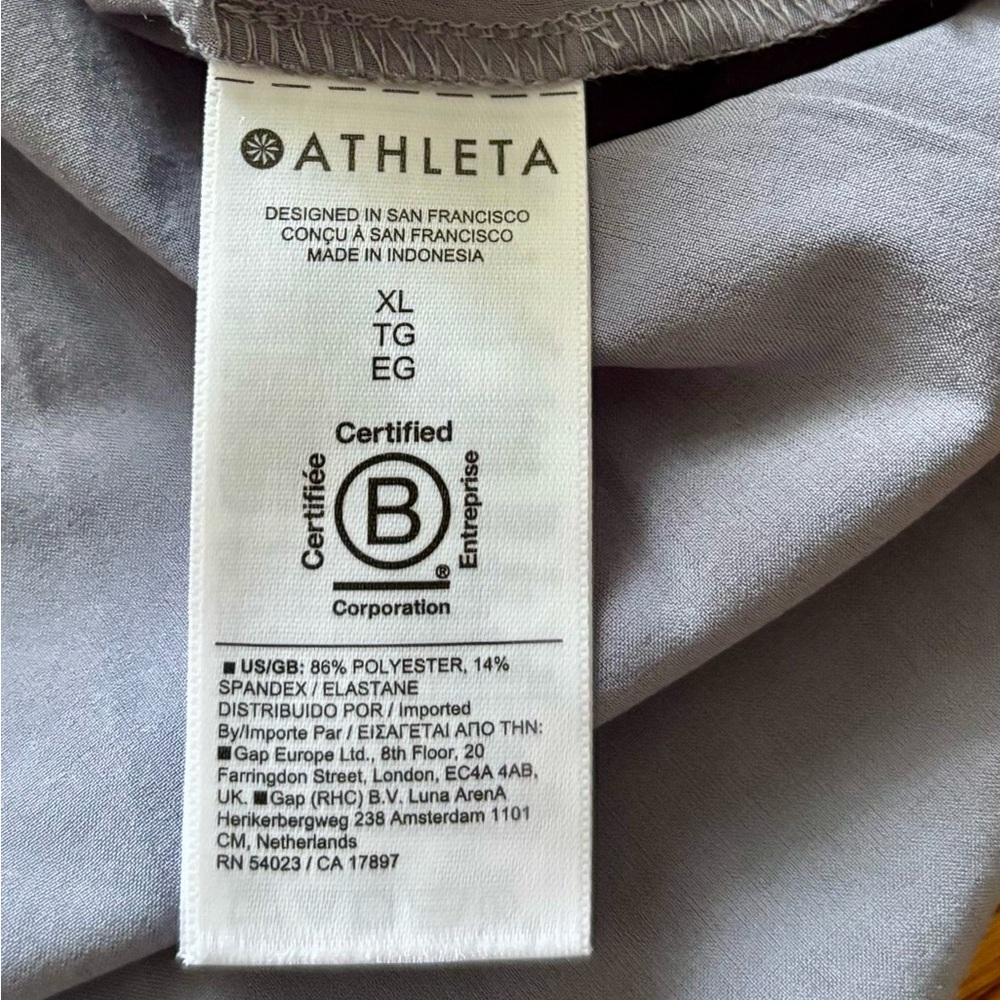 ATHLETA
DESIGNED IN SAN FRANCISCO
CONÇU À SAN FRANCISCO
MADE IN INDONESIA
XL
TG
EG
Certified
Certifiée
B
Entreprise
®
Corporation
US/GB: 86% POLYESTER, 14%
SPANDEX / ELASTANE
DISTRIBUIDO POR / Imported
By/Importe Par / ΕΙΣΑΓΕΤΑΙ ΑΠΟ ΤΗΝ:
Gap Europe Ltd., 8th Floor, 20
Farringdon Street, London, EC4A 4AB,
UK. Gap (RHC) B.V. Luna ArenA
Herikerbergweg 238 Amsterdam 1101
CM, Netherlands
RN 54023 / CA 17897